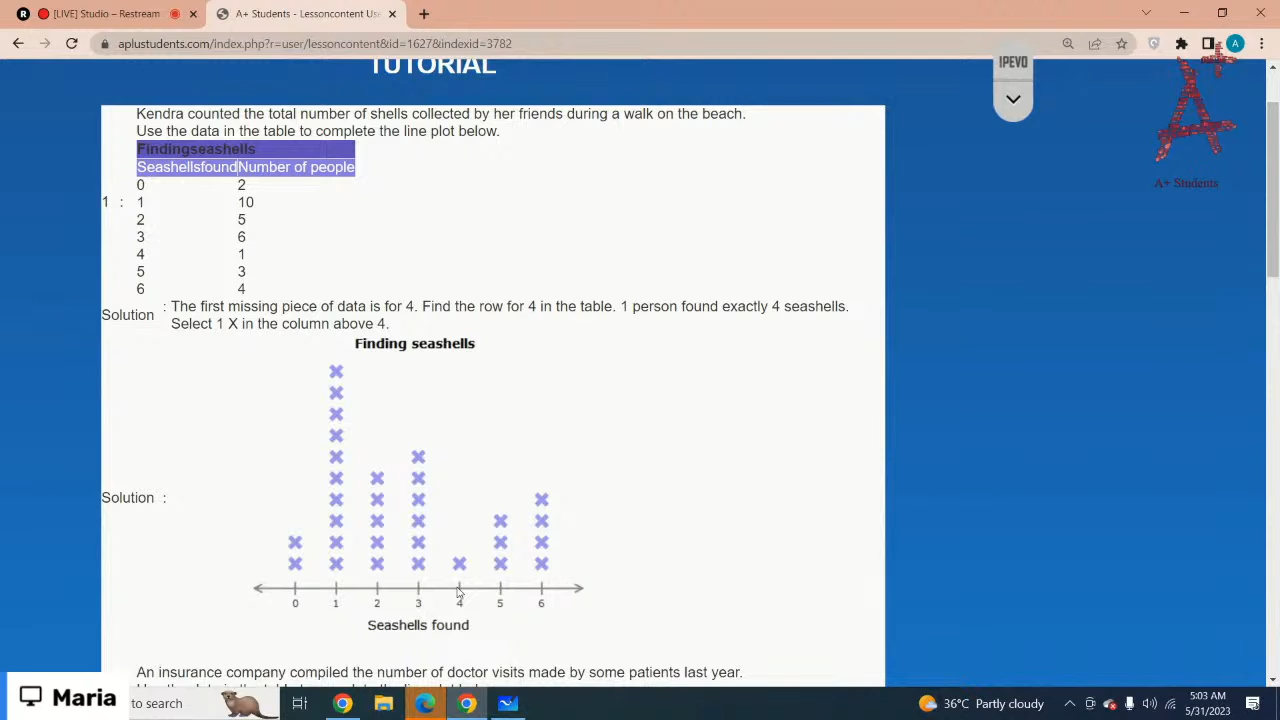 [LIVE] Studio – Restream
A+ Students - Lessoncontent Use
aplustudents.com/index.php?r=user/lessoncontent&id=1627&indexid=3782
A
TUTORIAL
IPEVO
A+ Students
Kendra counted the total number of shells collected by her friends during a walk on the beach.
Use the data in the table to complete the line plot below.
Findingseashells
Seashellsfound Number of people
0 2
1 : 1 10
2 5
3 6
4 1
5 3
6 4
Solution : The first missing piece of data is for 4. Find the row for 4 in the table. 1 person found exactly 4 seashells.
Select 1 X in the column above 4.
Finding seashells
Solution :
0 1 2 3 4 5 6
Seashells found
An insurance company compiled the number of doctor visits made by some patients last year.
Maria
to search
36°C Partly cloudy
5:03 AM
5/31/2023